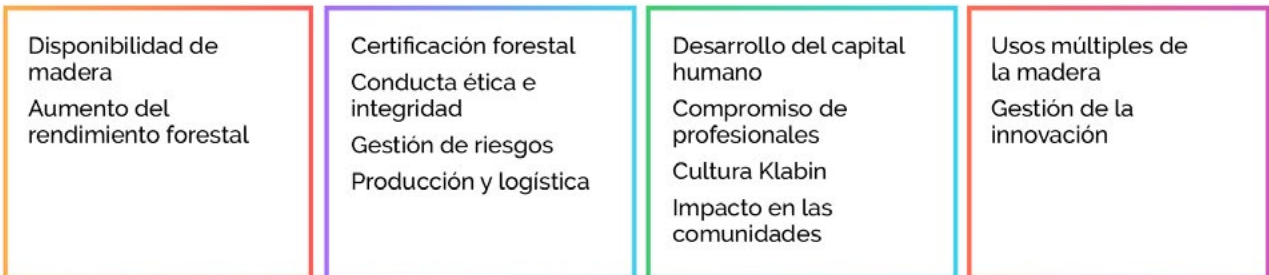 Disponibilidad de
madera
Aumento del
rendimiento forestal
Certificación forestal
Conducta ética e
integridad
Gestión de riesgos
Producción y logística
Desarrollo del capital
humano
Compromiso de
profesionales
Cultura Klabin
Impacto en las
comunidades
Usos múltiples de
la madera
Gestión de la
innovación